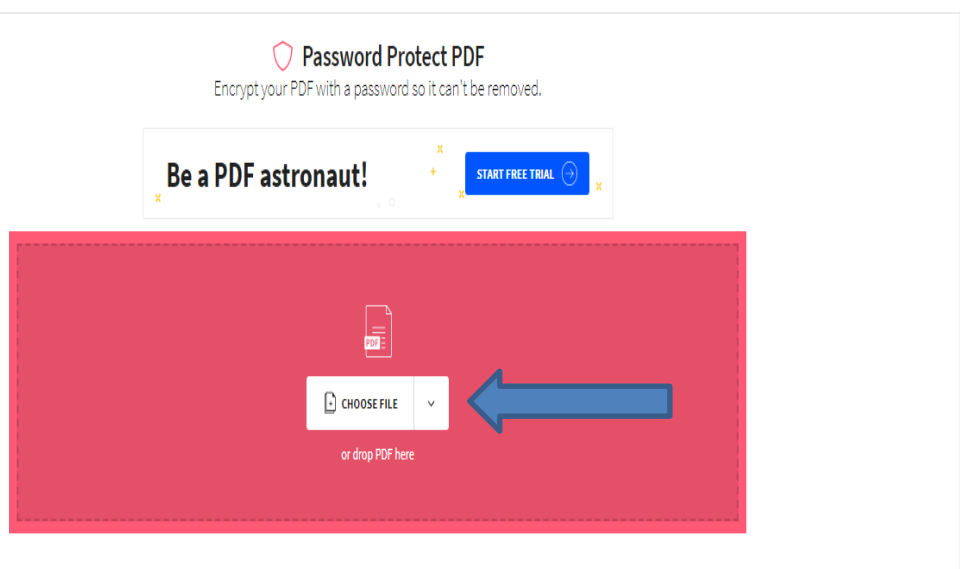 Password Protect PDF
Encrypt your PDF with a password so it can't be removed.
Be a PDF astronaut!
START FREE TRIAL
PDF
CHOOSE FILE
or drop PDF here